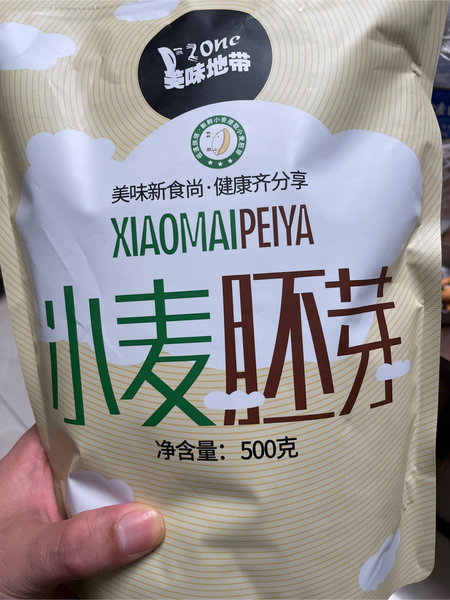 Zone
美味地带
美味新食尚·健康齐分享
XIAOMAIPEIYA
小麦胚芽
净含量：500克